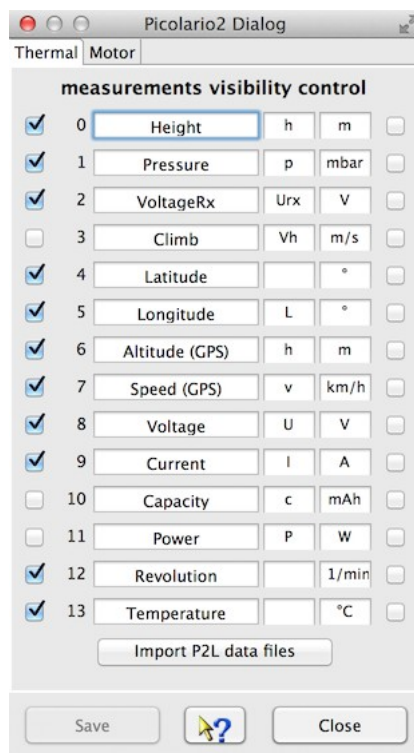 Picolario2 Dialog
Thermal Motor
measurements visibility control
0 Height h m
1 Pressure p mbar
2 VoltageRx Urx V
3 Climb Vh m/s
4 Latitude °
5 Longitude L °
6 Altitude (GPS) h m
7 Speed (GPS) v km/h
8 Voltage U V
9 Current I A
10 Capacity c mAh
11 Power P W
12 Revolution 1/min
13 Temperature °C
Import P2L data files
Save ? Close